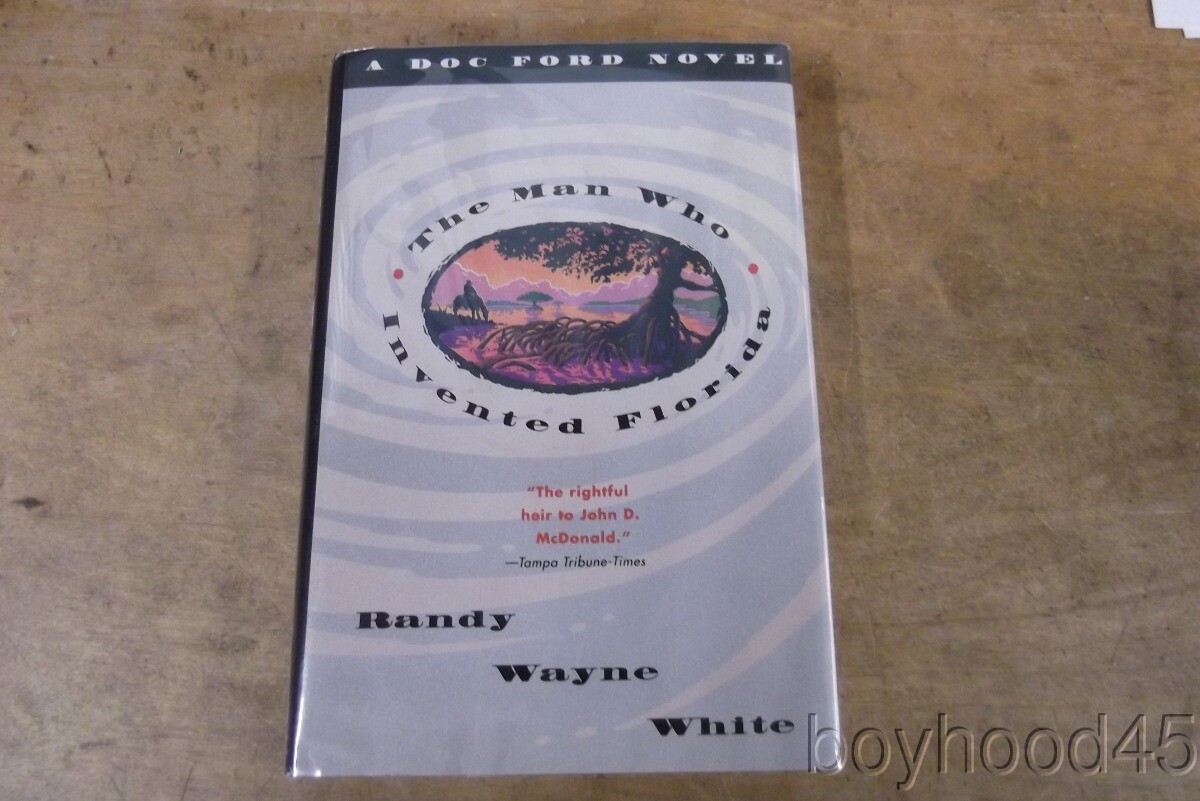 A DOC FORD NOVEL
The Man Who
Invented Florida
"The rightful
heir to John D.
McDonald."
—Tampa Tribune-Times
Randy
Wayne
White
boyhood45